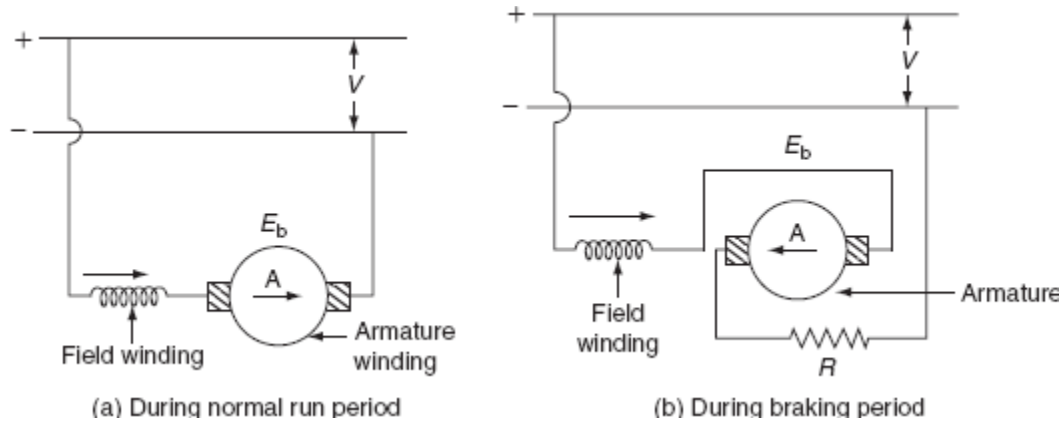 +
V
−
E_b
A
Field winding
Armature
winding
(a) During normal run period
+
V
−
E_b
A
Field
winding
Armature
R
(b) During braking period